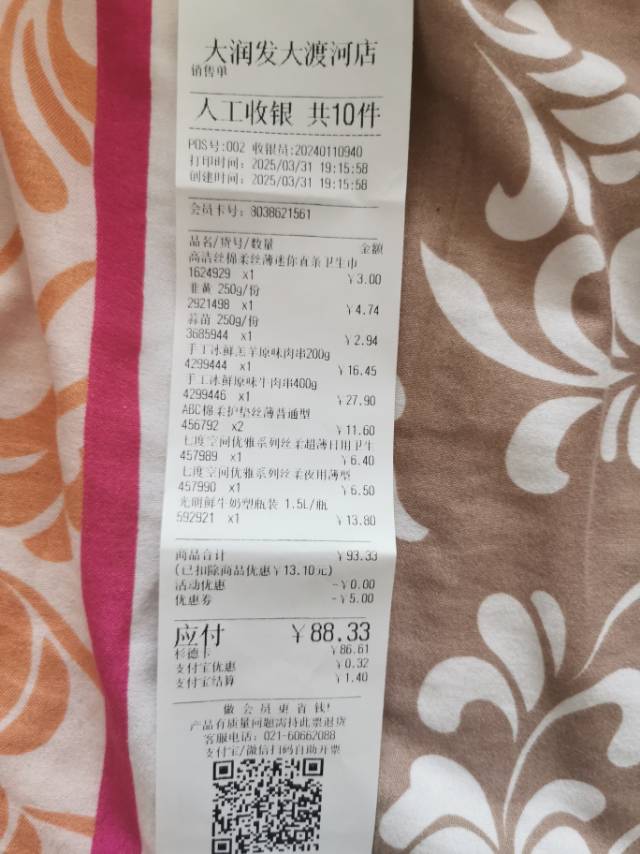 大润发大渡河店
销售单
人工收银 共10件
POS号:002 收银员:20240110940
打印时间: 2025/03/31 19:15:58
创建时间: 2025/03/31 19:15:58
会员卡号: 8038621561
品名/货号/数量 金额
高洁丝绵柔丝薄迷你直条卫生巾
1624929 x1 ¥3.00
韭黄 250g/份
2921498 x1 ¥4.74
蒜苗 250g/份
3685944 x1 ¥2.94
手工冰鲜羔羊原味肉串200g
4299444 x1 ¥16.45
手工冰鲜原味牛肉串400g
4299446 x1 ¥27.90
ABC棉柔护垫丝薄普通型
456792 x2 ¥11.60
七度空间优雅系列丝柔超薄日用卫生
457989 x1 ¥6.40
七度空间优雅系列丝柔夜用薄型
457990 x1 ¥6.50
光明鲜牛奶塑瓶装 1.5L/瓶
592921 x1 ¥13.80
商品合计 ¥93.33
(已扣除商品优惠¥13.10元)
活动优惠 -¥0.00
优惠券 -¥5.00
应付 ¥88.33
杉德卡 ¥86.61
支付宝优惠 ¥0.32
支付宝结算 ¥1.40
做会员更省钱!
产品有质量问题需持此票退货
客服电话: 021-60662088
支付宝/微信扫码自助开票